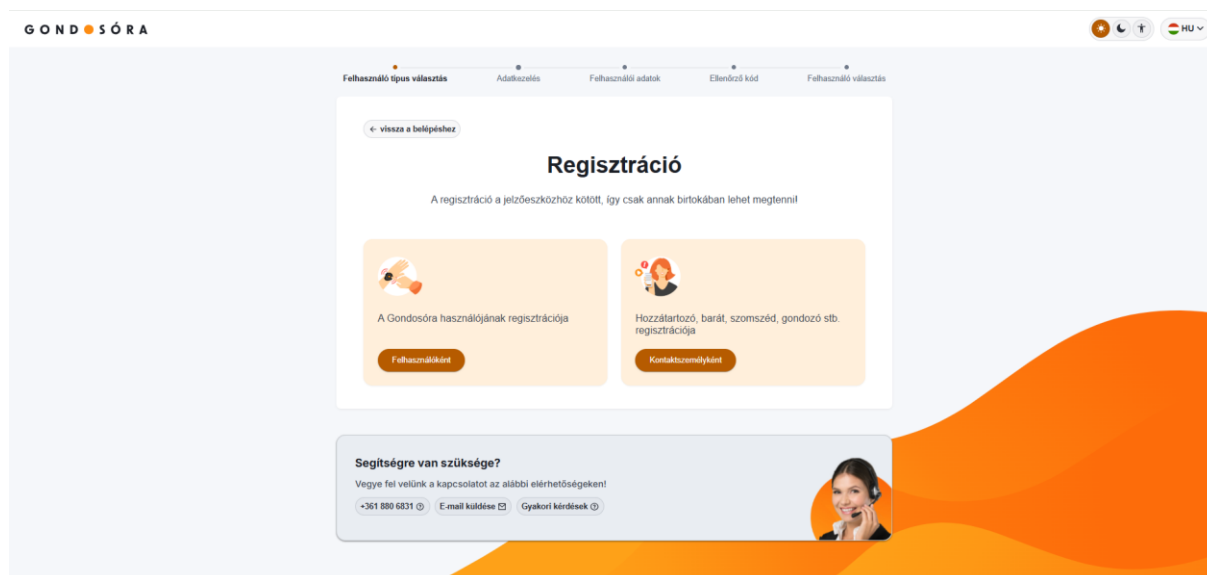 GONDOSÓRA
HU
Felhasználó típus választás
Adatkezelés
Felhasználói adatok
Ellenőrző kód
Felhasználó választás
← vissza a belépéshez
Regisztráció
A regisztráció a jelzőeszközhöz kötött, így csak annak birtokában lehet megtenni!
A Gondosóra használójának regisztrációja
Felhasználóként
Hozzátartozó, barát, szomszéd, gondozó stb.
regisztrációja
Kontaktszemélyként
Segítségre van szüksége?
Vegye fel velünk a kapcsolatot az alábbi elérhetőségeken!
+361 880 6831
E-mail küldése
Gyakori kérdések